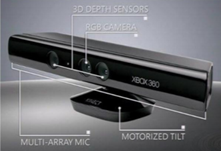 3D DEPTH SENSORS
RGB CAMERA
XBOX 360
MULTI-ARRAY MIC
MOTORIZED TILT